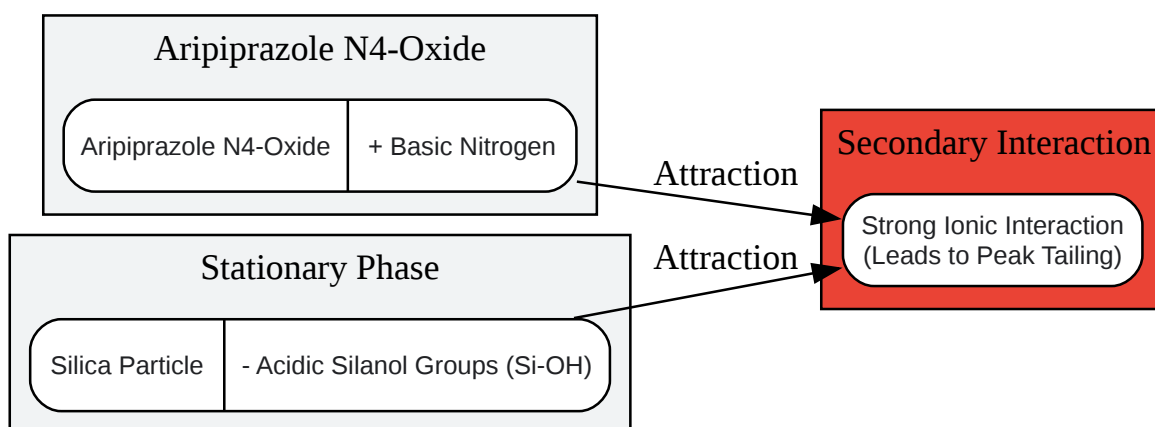 Aripiprazole N4-Oxide
Aripiprazole N4-Oxide
+ Basic Nitrogen
Attraction
Secondary Interaction
Strong Ionic Interaction
(Leads to Peak Tailing)
Stationary Phase
Attraction
Silica Particle
- Acidic Silanol Groups (Si-OH)